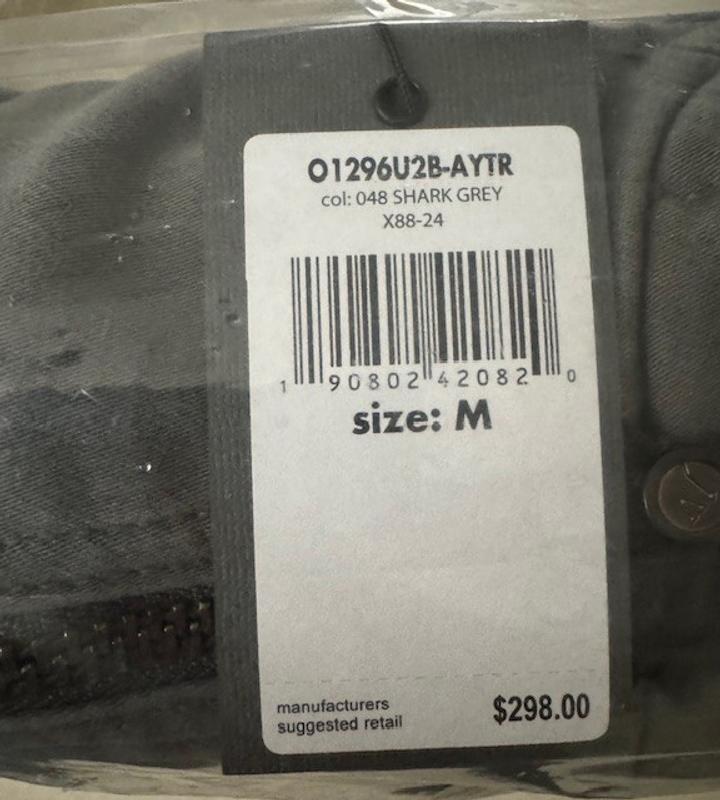 O1296U2B-AYTR
col: 048 SHARK GREY
X88-24
1 90802 42082 0
size: M
manufacturers
suggested retail
$298.00